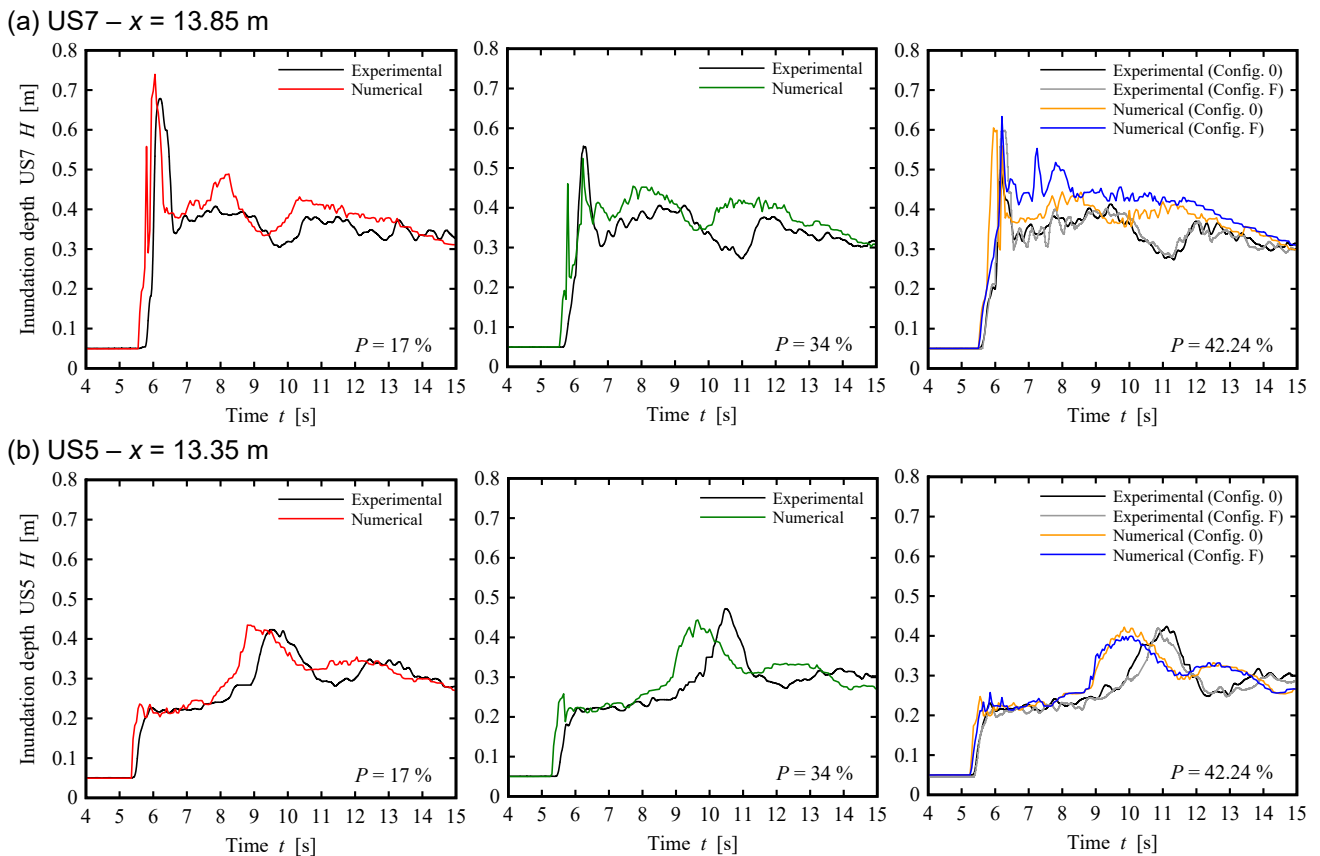 (a) US7 – x = 13.85 m
Inundation depth US7 H [m]
0.8
0.7
0.6
0.5
0.4
0.3
0.2
0.1
0
Experimental
Numerical
P = 17 %
4 5 6 7 8 9 10 11 12 13 14 15
Time t [s]
0.8
0.7
0.6
0.5
0.4
0.3
0.2
0.1
0
Experimental
Numerical
P = 34 %
4 5 6 7 8 9 10 11 12 13 14 15
Time t [s]
0.8
0.7
0.6
0.5
0.4
0.3
0.2
0.1
0
Experimental (Config. 0)
Experimental (Config. F)
Numerical (Config. 0)
Numerical (Config. F)
P = 42.24 %
4 5 6 7 8 9 10 11 12 13 14 15
Time t [s]
(b) US5 – x = 13.35 m
Inundation depth US5 H [m]
0.8
0.7
0.6
0.5
0.4
0.3
0.2
0.1
0
Experimental
Numerical
P = 17 %
4 5 6 7 8 9 10 11 12 13 14 15
Time t [s]
0.8
0.7
0.6
0.5
0.4
0.3
0.2
0.1
0
Experimental
Numerical
P = 34 %
4 5 6 7 8 9 10 11 12 13 14 15
Time t [s]
0.8
0.7
0.6
0.5
0.4
0.3
0.2
0.1
0
Experimental (Config. 0)
Experimental (Config. F)
Numerical (Config. 0)
Numerical (Config. F)
P = 42.24 %
4 5 6 7 8 9 10 11 12 13 14 15
Time t [s]